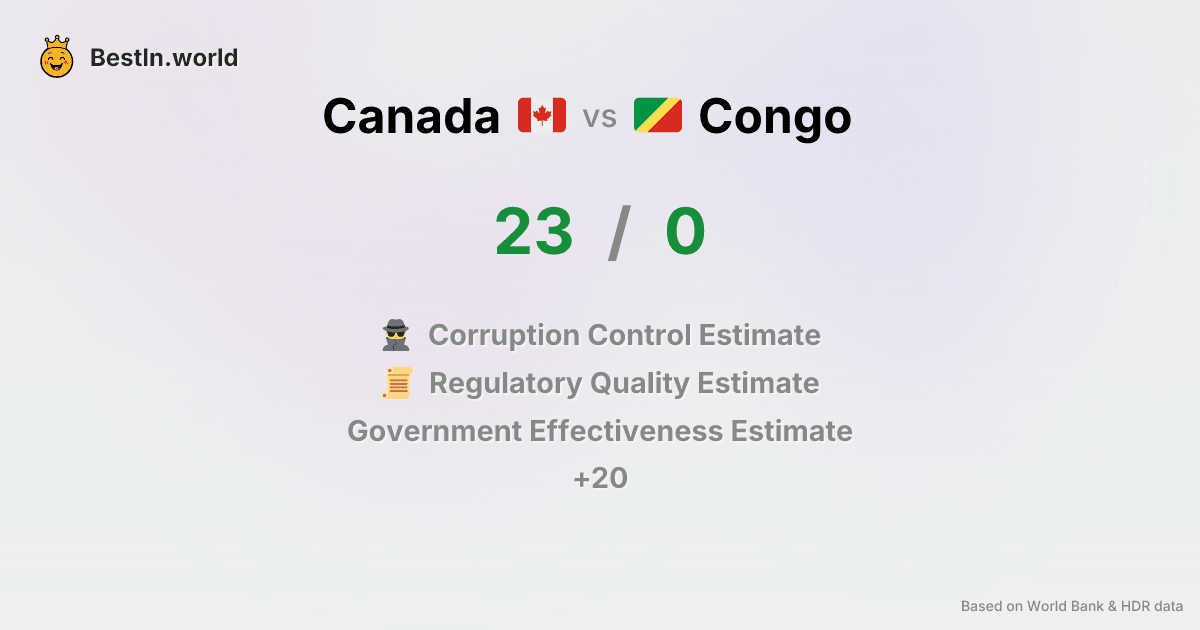 BestIn.world
Canada vs Congo
23 / 0
Corruption Control Estimate
Regulatory Quality Estimate
Government Effectiveness Estimate
+20
Based on World Bank & HDR data